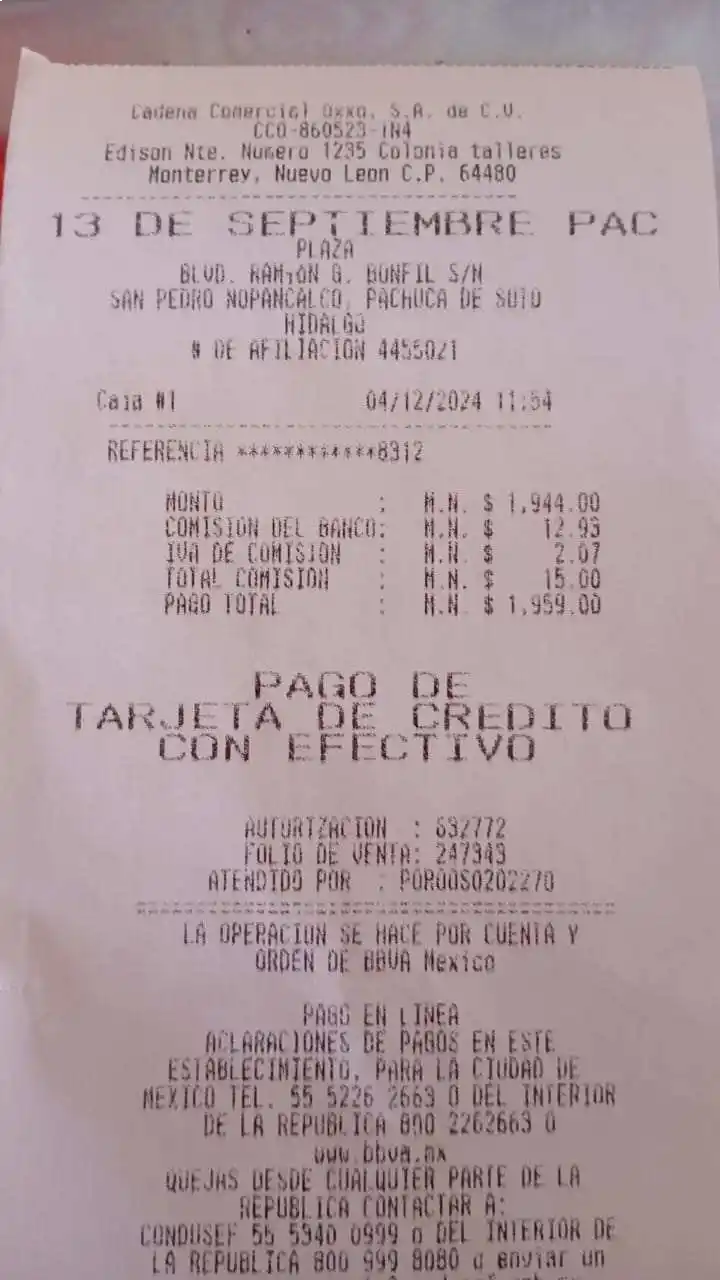 Cadena Comercial Oxxo, S.A. de C.V.
CCO-860523-1N4
Edison Nte. Numero 1235 Colonia talleres
Monterrey, Nuevo Leon C.P. 64480
13 DE SEPTIEMBRE PAC
PLAZA
BLVD. RAMION G. BONFIL S/N
SAN PEDRO NOPANCALCO, PACHUCA DE SOTO
HIDALGO
# DE AFILIACION 4455021
Caja #1 04/12/2024 11:54
REFERENCIA ************8312
MONTO : M.N. $ 1,944.00
COMISION DEL BANCO: M.N. $ 12.93
IVA DE COMISION : M.N. $ 2.07
TOTAL COMISION : M.N. $ 15.00
PAGO TOTAL : M.N. $ 1,959.00
PAGO DE
TARJETA DE CREDITO
CON EFECTIVO
AUTORIZACION : 632772
FOLIO DE VENTA: 247343
ATENDIDO POR :
LA OPERACION SE HACE POR CUENTA Y
ORDEN DE BBVA Mexico
PAGO EN LINEA
ACLARACIONES DE PAGOS EN ESTE
ESTABLECIMIENTO, PARA LA CIUDAD DE
MEXICO TEL. 55 5226 2663 O DEL INTERIOR
DE LA REPUBLICA 800 2262663 O
www.bbva.mx
QUEJAS DESDE CUALQUIER PARTE DE LA
REPUBLICA CONTACTAR A:
CONDUSEF 55 5340 0999 o DEL INTERIOR DE
LA REPUBLICA 800 999 8080 o enviar un